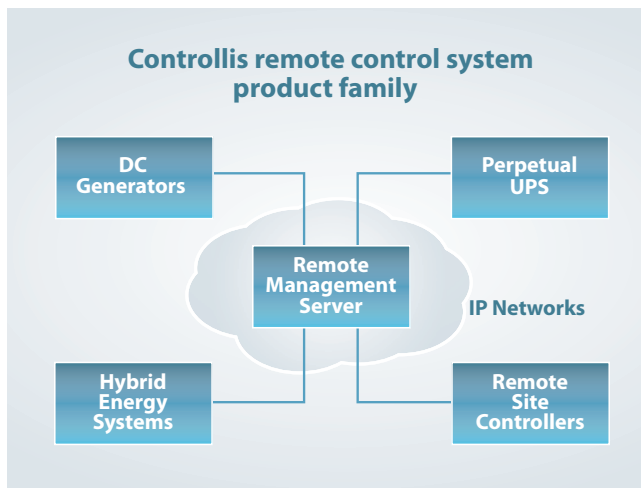 Controllis remote control system
product family
DC
Generators
Perpetual
UPS
Remote
Management
Server
IP Networks
Hybrid
Energy
Systems
Remote
Site
Controllers